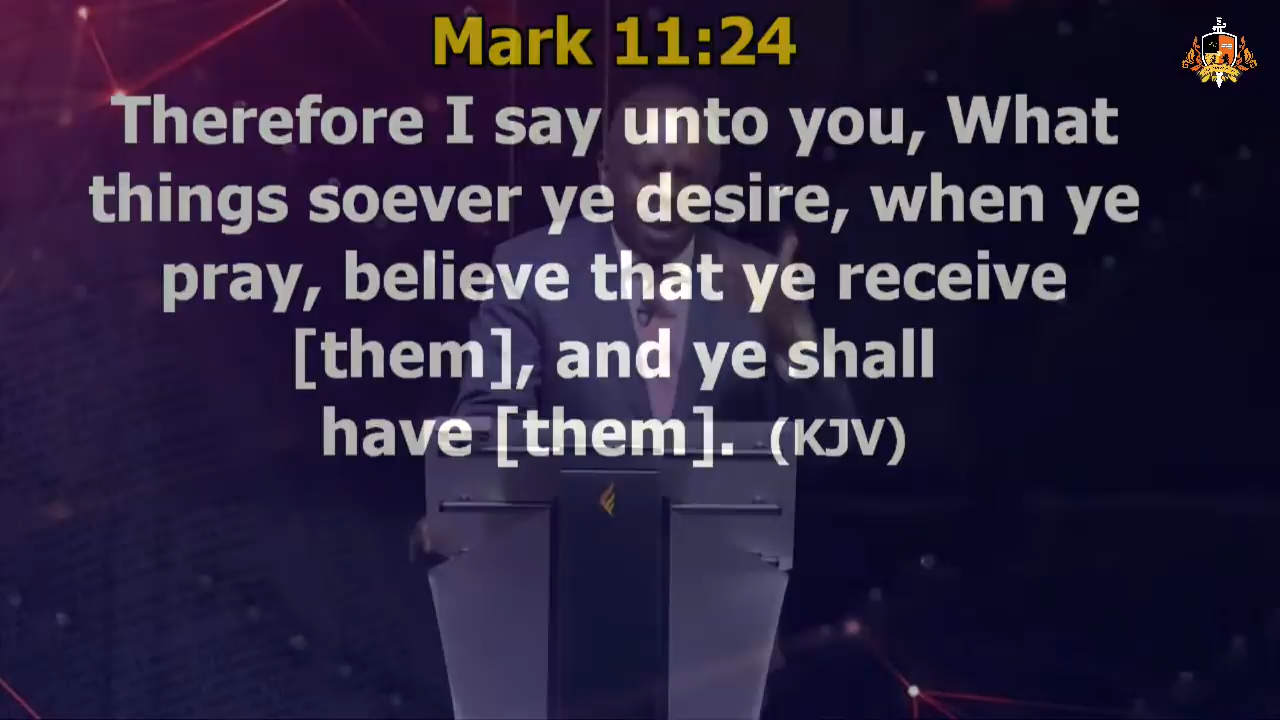 Mark 11:24
Therefore I say unto you, What
things soever ye desire, when ye
pray, believe that ye receive
[them], and ye shall
have [them]. (KJV)